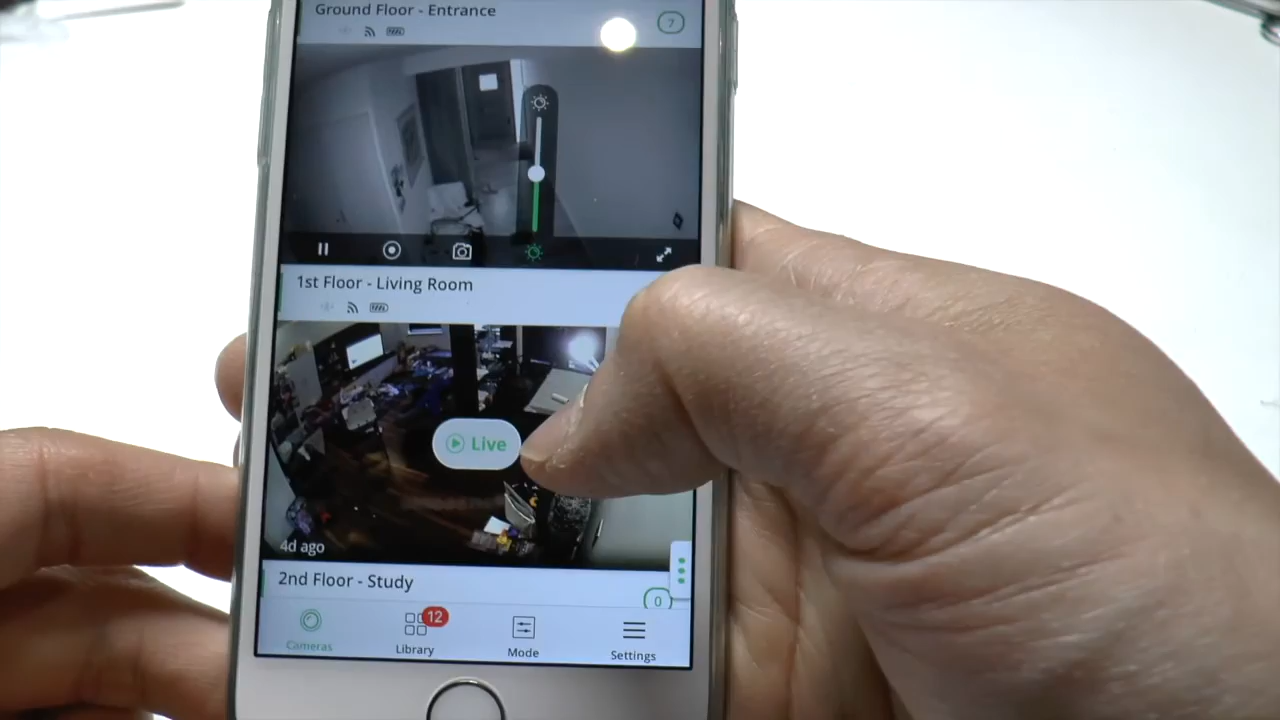 Ground Floor - Entrance
7
1st Floor - Living Room
Live
4d ago
2nd Floor - Study
0
12
Cameras
Library
Mode
Settings